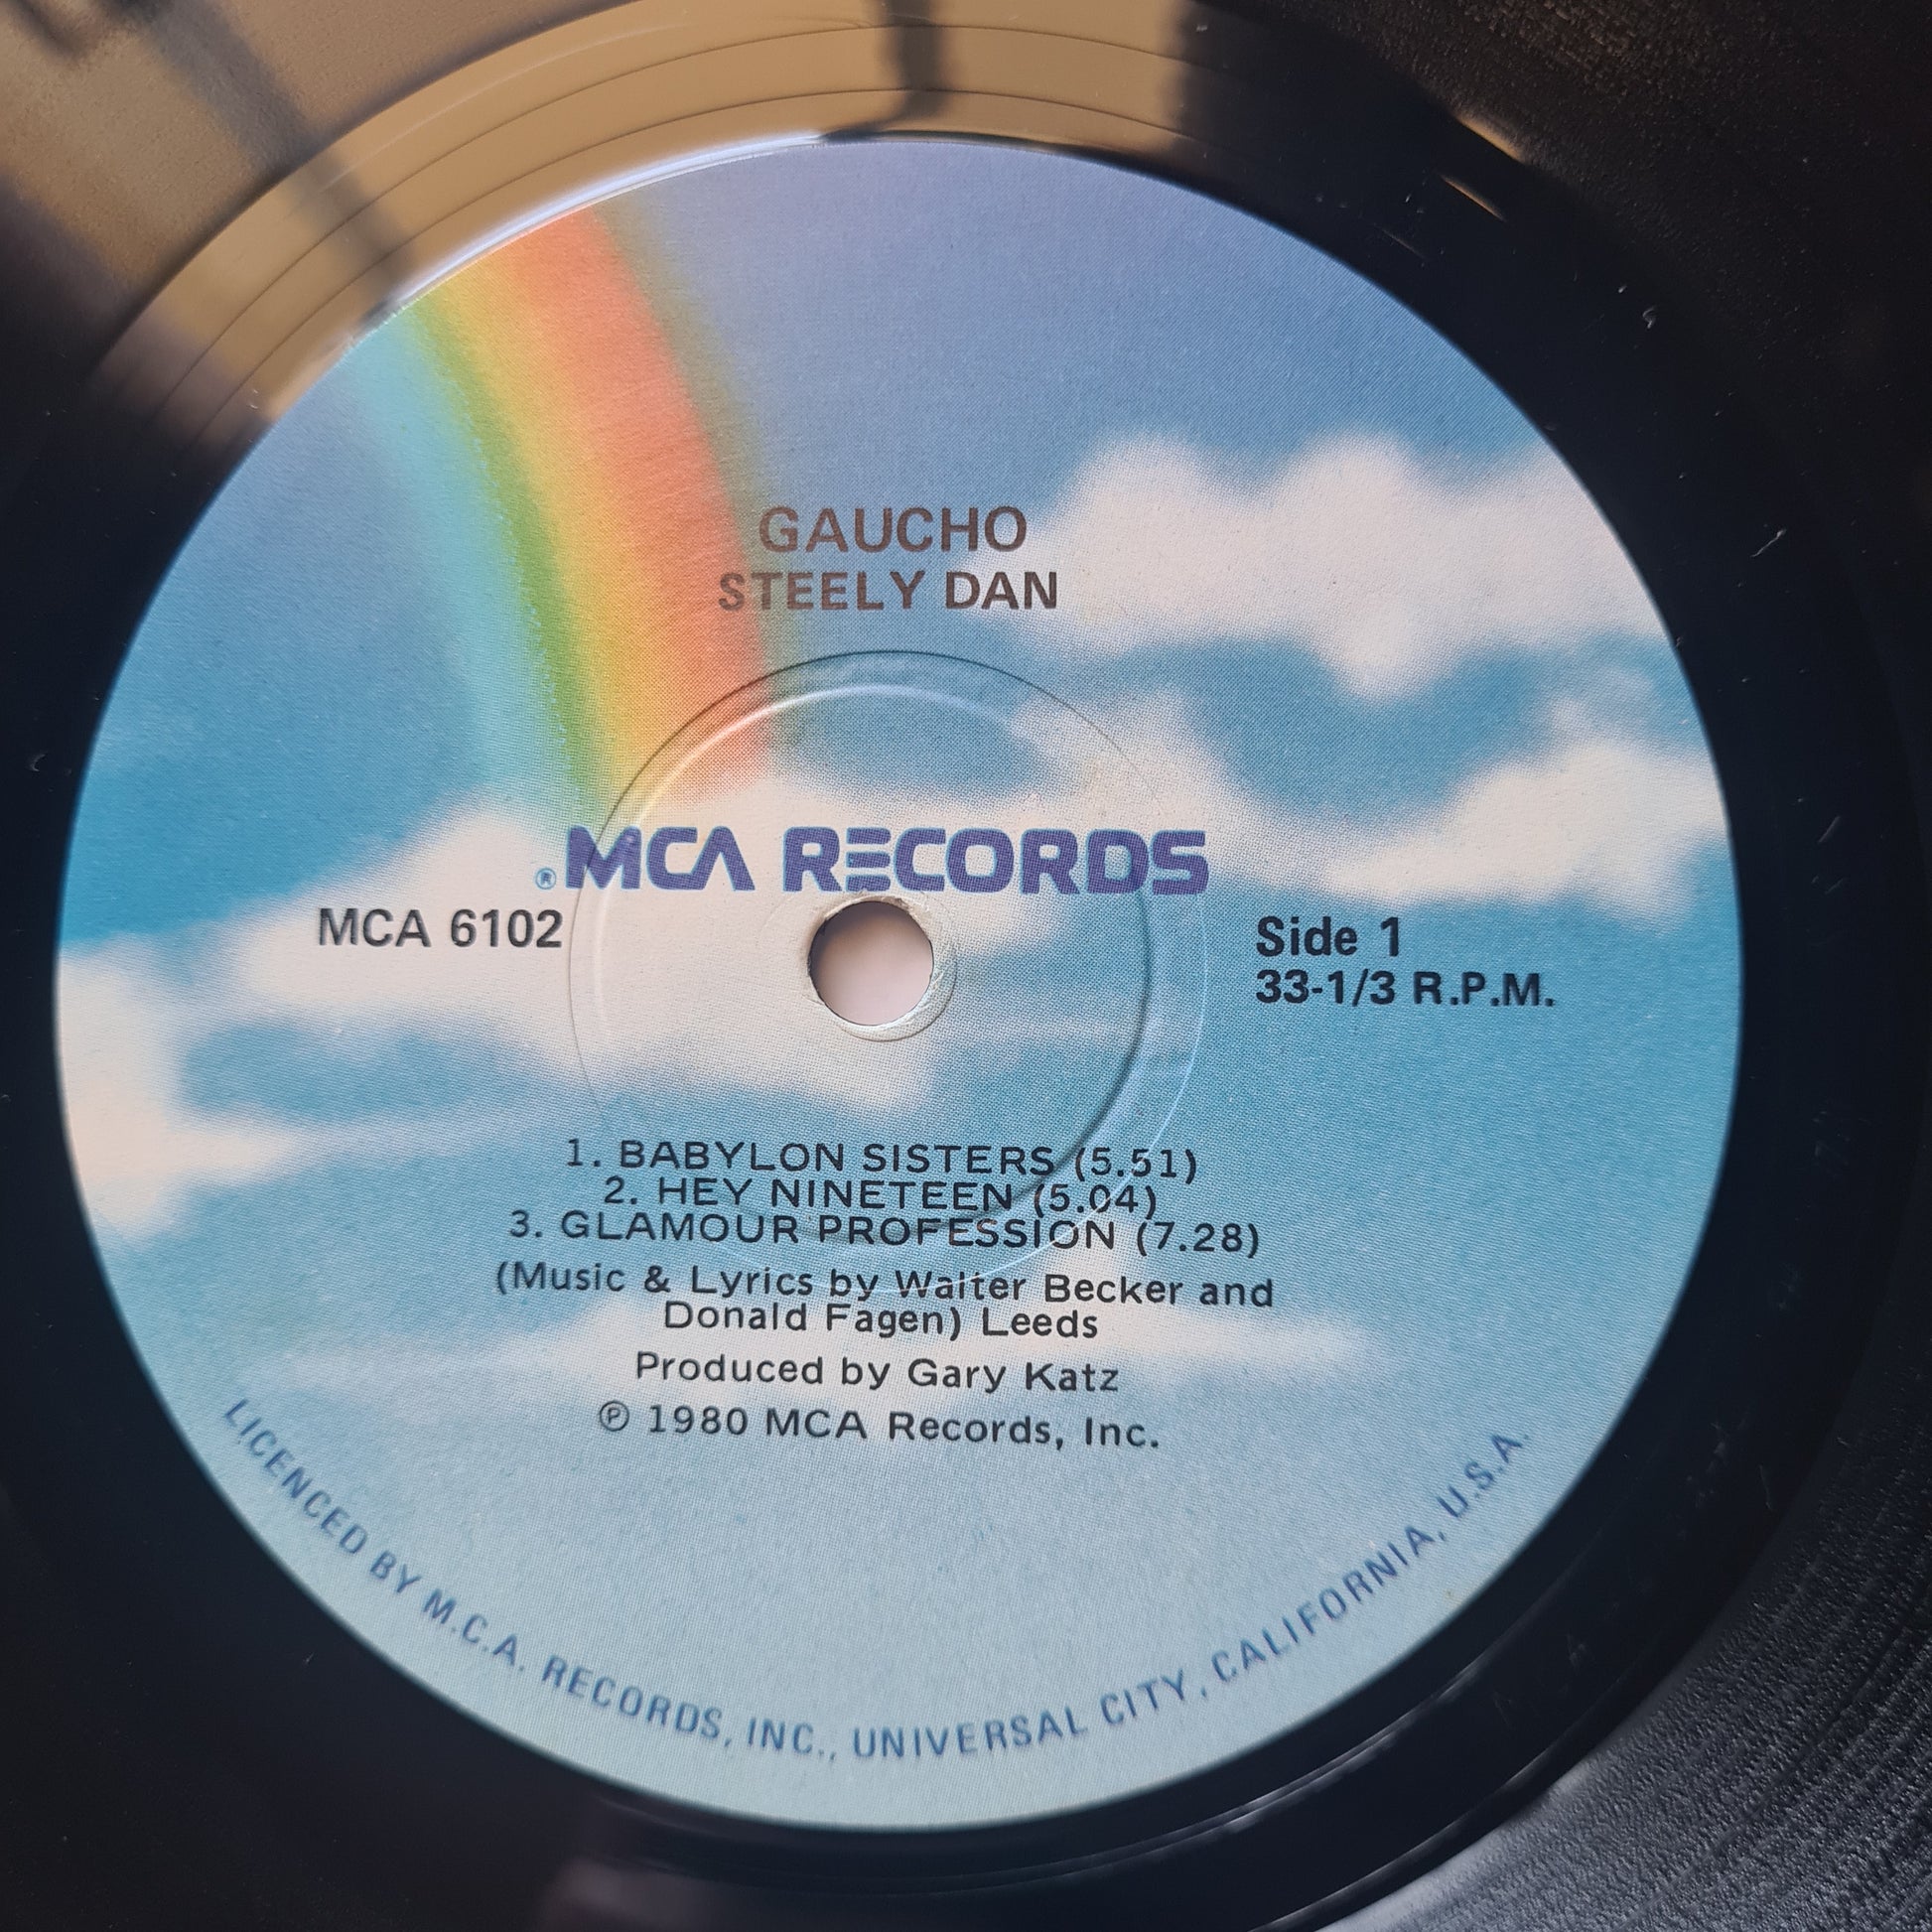 GAUCHO
STEELY DAN
® MCA RECORDS
MCA 6102
Side 1
33-1/3 R.P.M.
1. BABYLON SISTERS (5.51)
2. HEY NINETEEN (5.04)
3. GLAMOUR PROFESSION (7.28)
(Music & Lyrics by Walter Becker and
Donald Fagen) Leeds
Produced by Gary Katz
℗ 1980 MCA Records, Inc.
LICENCED BY M.C.A. RECORDS, INC., UNIVERSAL CITY, CALIFORNIA, U.S.A.